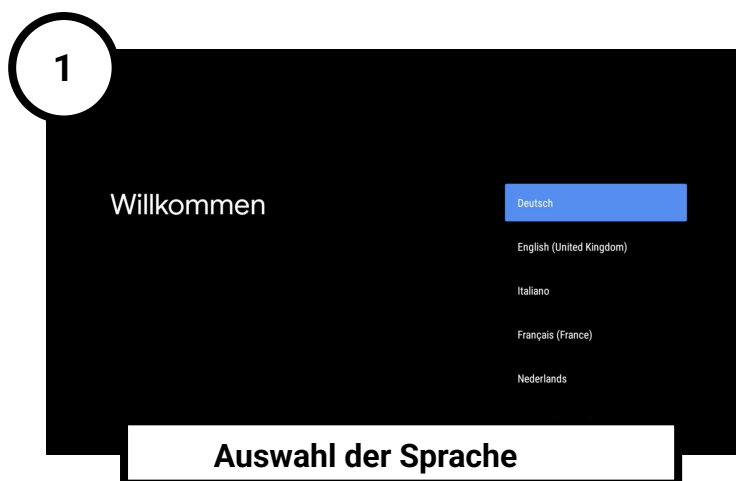 1
Willkommen
Deutsch
English (United Kingdom)
Italiano
Français (France)
Nederlands
Auswahl der Sprache